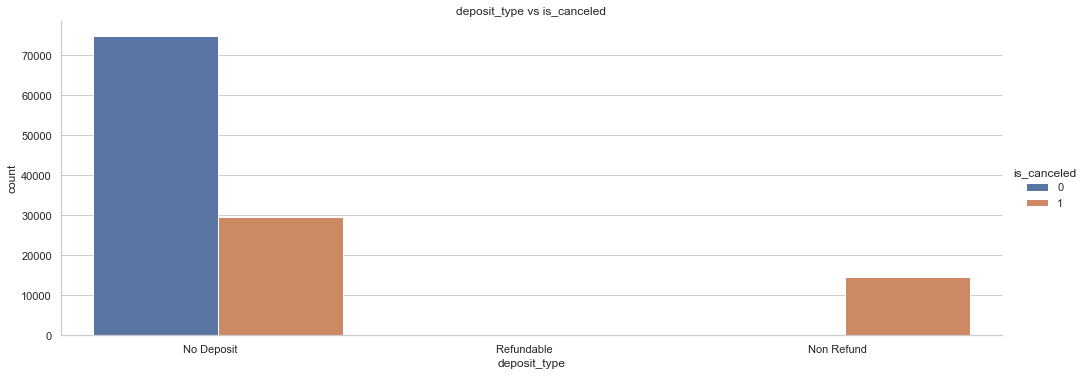 deposit_type vs is_canceled
70000
60000
50000
40000
30000
20000
10000
0
count
No Deposit
Refundable
Non Refund
deposit_type
is_canceled
0
1